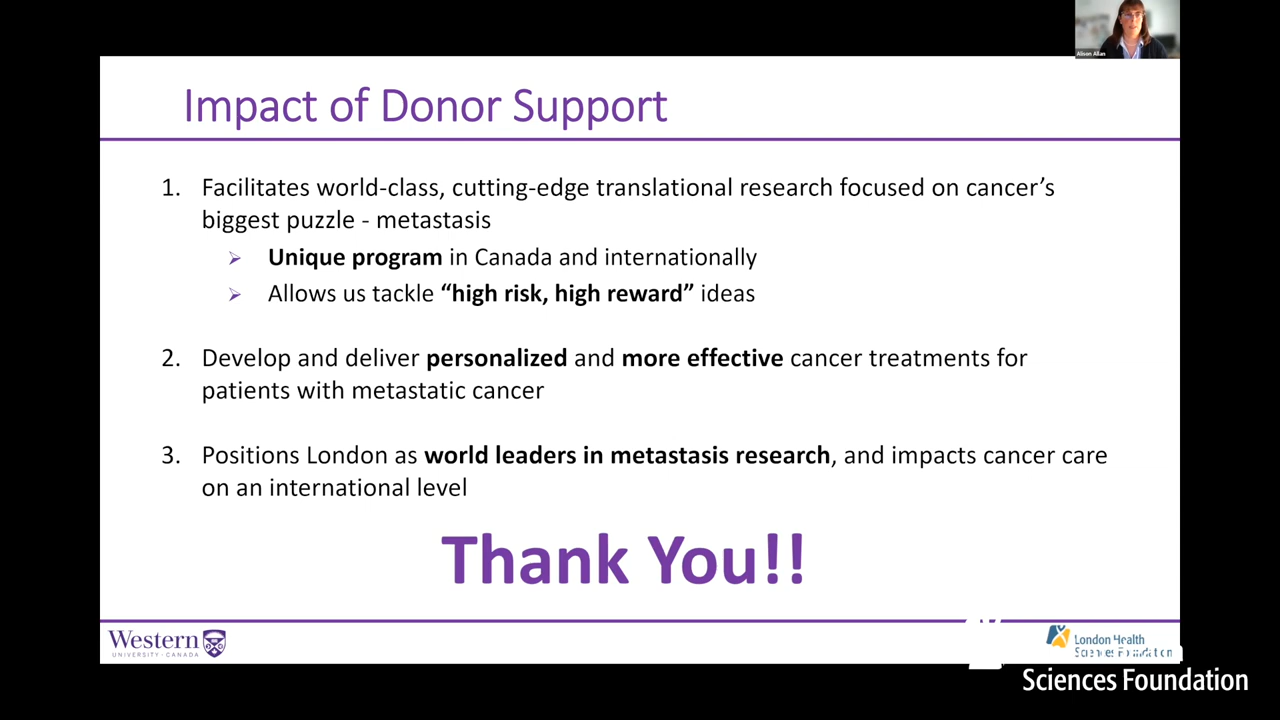 Alison Allan
Impact of Donor Support
1. Facilitates world-class, cutting-edge translational research focused on cancer's
biggest puzzle - metastasis
Unique program in Canada and internationally
Allows us tackle “high risk, high reward” ideas
2. Develop and deliver personalized and more effective cancer treatments for
patients with metastatic cancer
3. Positions London as world leaders in metastasis research, and impacts cancer care
on an international level
Thank You!!
Western
UNIVERSITY · CANADA
London Health
Sciences Foundation
Sciences Foundation